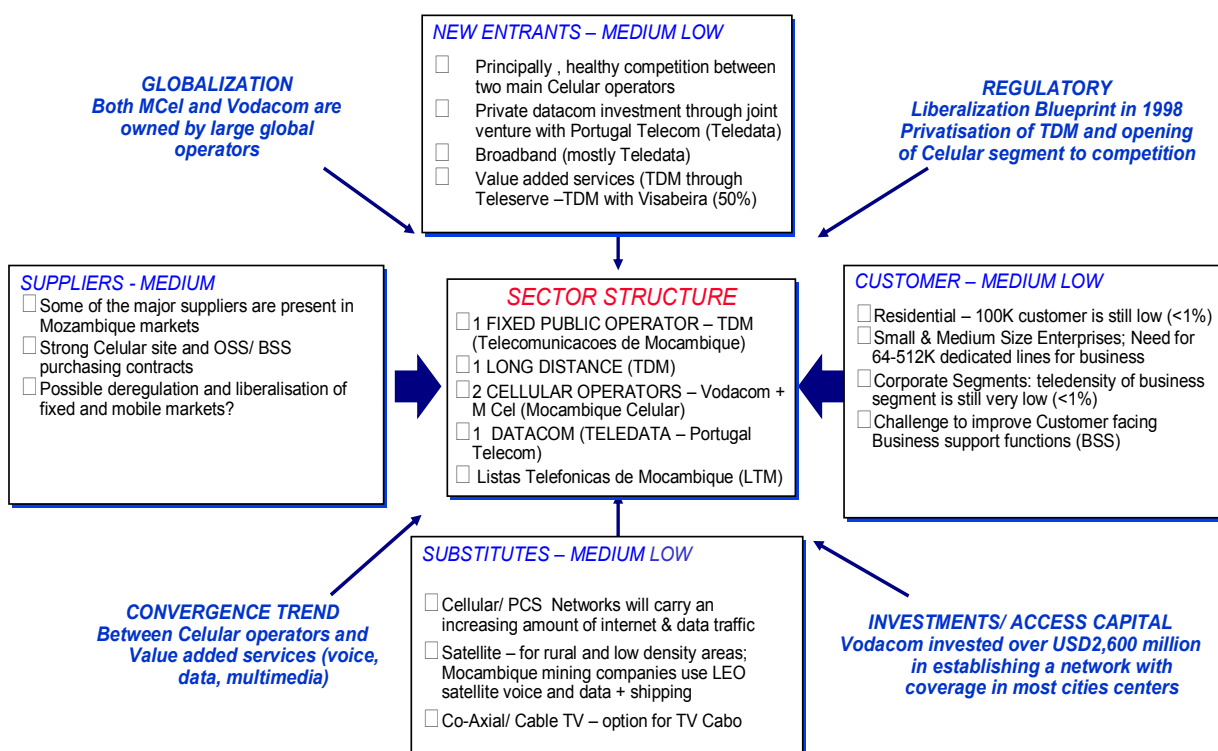 NEW ENTRANTS – MEDIUM LOW
Principally , healthy competition between
two main Celular operators
Private datacom investment through joint
venture with Portugal Telecom (Teledata)
Broadband (mostly Teledata)
Value added services (TDM through
Teleserve –TDM with Visabeira (50%)
GLOBALIZATION
Both MCel and Vodacom are
owned by large global
operators
REGULATORY
Liberalization Blueprint in 1998
Privatisation of TDM and opening
of Celular segment to competition
SUPPLIERS - MEDIUM
Some of the major suppliers are present in
Mozambique markets
Strong Celular site and OSS/ BSS
purchasing contracts
Possible deregulation and liberalisation of
fixed and mobile markets?
SECTOR STRUCTURE
1 FIXED PUBLIC OPERATOR – TDM
(Telecomunicacoes de Mocambique)
1 LONG DISTANCE (TDM)
2 CELLULAR OPERATORS – Vodacom +
M Cel (Mocambique Celular)
1 DATACOM (TELEDATA – Portugal
Telecom)
Listas Telefonicas de Mocambique (LTM)
CUSTOMER – MEDIUM LOW
Residential – 100K customer is still low (<1%)
Small & Medium Size Enterprises; Need for
64-512K dedicated lines for business
Corporate Segments: teledensity of business
segment is still very low (<1%)
Challenge to improve Customer facing
Business support functions (BSS)
SUBSTITUTES – MEDIUM LOW
Cellular/ PCS Networks will carry an
increasing amount of internet & data traffic
Satellite – for rural and low density areas;
Mocambique mining companies use LEO
satellite voice and data + shipping
Co-Axial/ Cable TV – option for TV Cabo
CONVERGENCE TREND
Between Celular operators and
Value added services (voice,
data, multimedia)
INVESTMENTS/ ACCESS CAPITAL
Vodacom invested over USD2,600 million
in establishing a network with
coverage in most cities centers